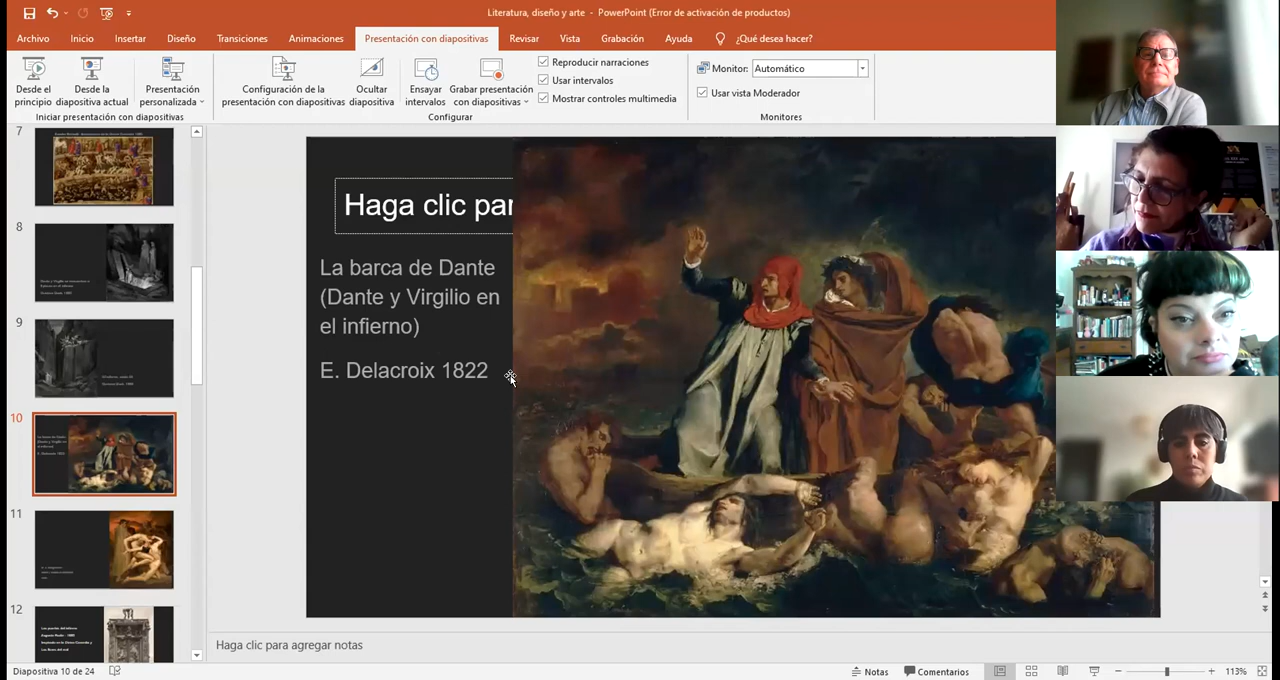 Literatura, diseño y arte - PowerPoint (Error de activación de productos)
Archivo Inicio Insertar Diseño Transiciones Animaciones Presentación con diapositivas Revisar Vista Grabación Ayuda ¿Qué desea hacer?
Desde el principio
Desde la diapositiva actual
Presentación personalizada
Iniciar presentación con diapositivas
Configuración de la presentación con diapositivas
Ocultar diapositiva
Ensayar intervalos
Grabar presentación con diapositivas
Reproducir narraciones
Usar intervalos
Mostrar controles multimedia
Configurar
Monitor: Automático
Usar vista Moderador
Monitores
7
8
9
10
11
12
Haga clic par
La barca de Dante
(Dante y Virgilio en
el infierno)
E. Delacroix 1822
Haga clic para agregar notas
Diapositiva 10 de 24
Notas Comentarios
113%